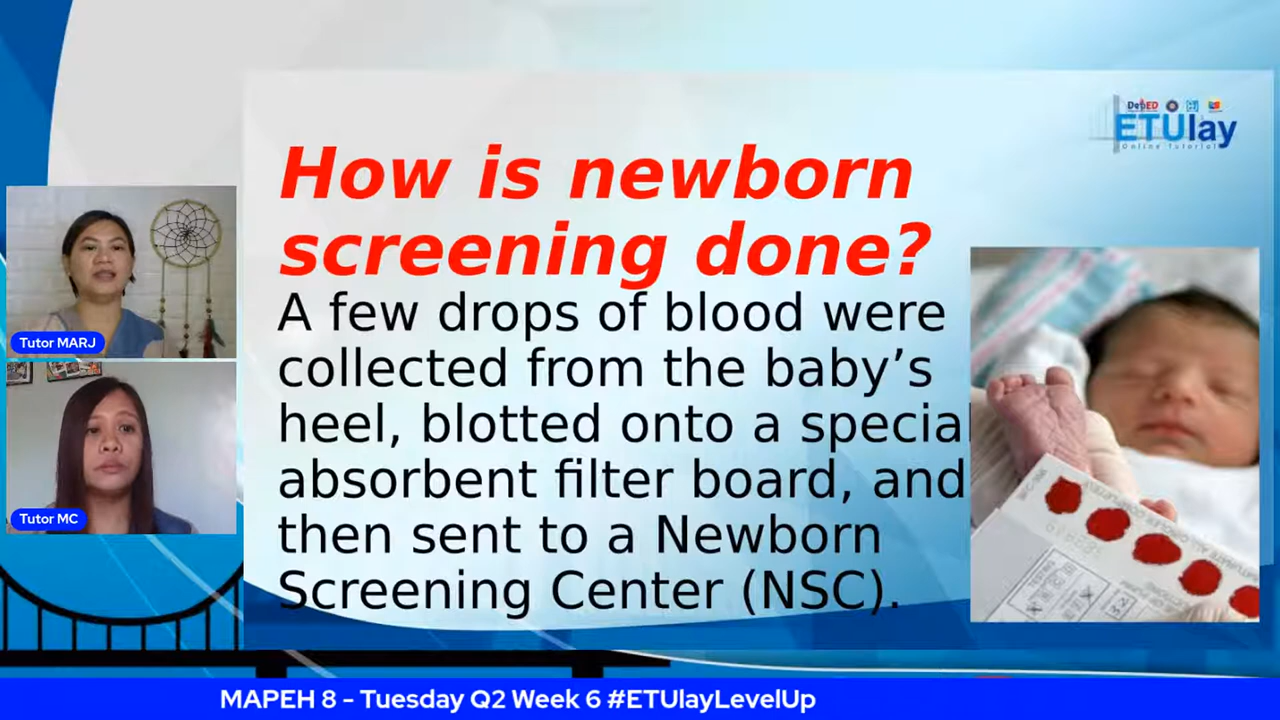 DepED
ETUlay
Online Tutorial
How is newborn
screening done?
A few drops of blood were
collected from the baby’s
heel, blotted onto a special
absorbent filter board, and
then sent to a Newborn
Screening Center (NSC).
Tutor MARJ
Tutor MC
MAPEH 8 - Tuesday Q2 Week 6 #ETUlayLevelUp